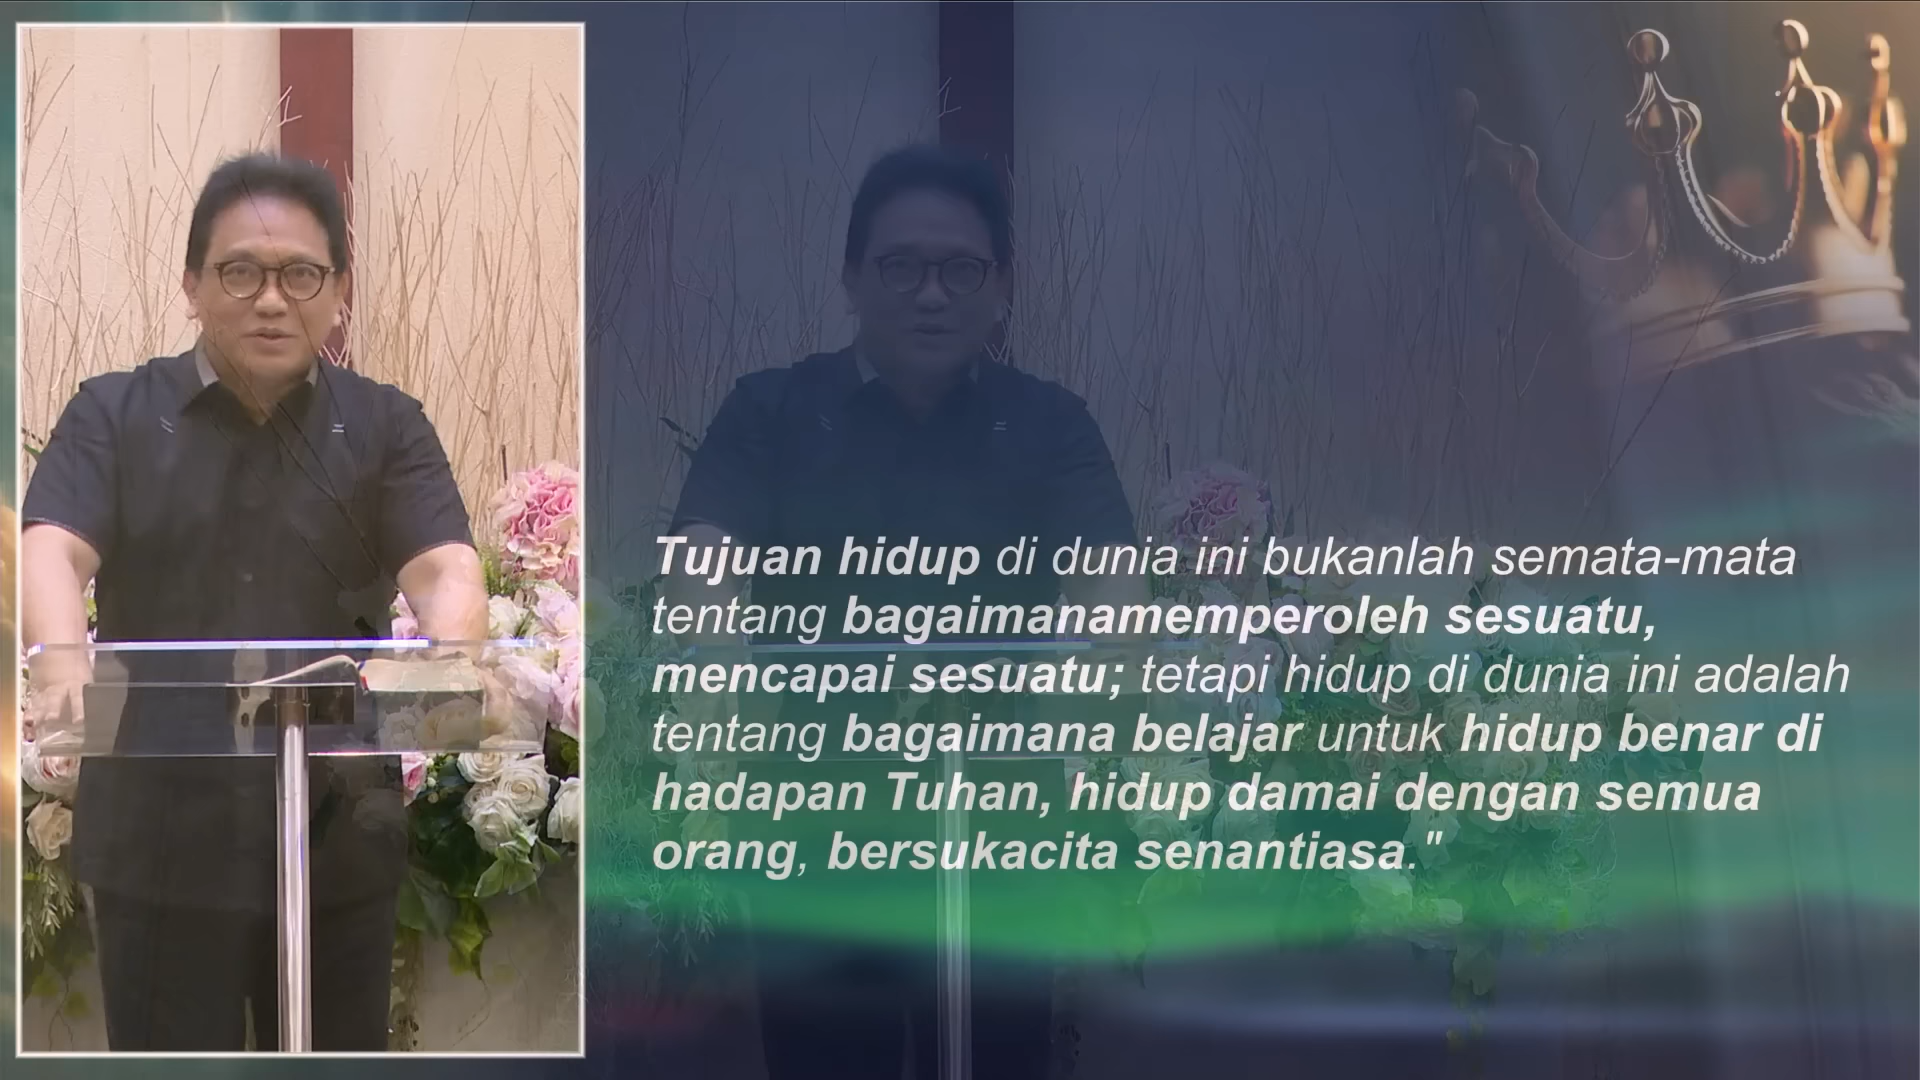 Tujuan hidup di dunia ini bukanlah semata-mata
tentang bagaimanamemperoleh sesuatu,
mencapai sesuatu; tetapi hidup di dunia ini adalah
tentang bagaimana belajar untuk hidup benar di
hadapan Tuhan, hidup damai dengan semua
orang, bersukacita senantiasa."